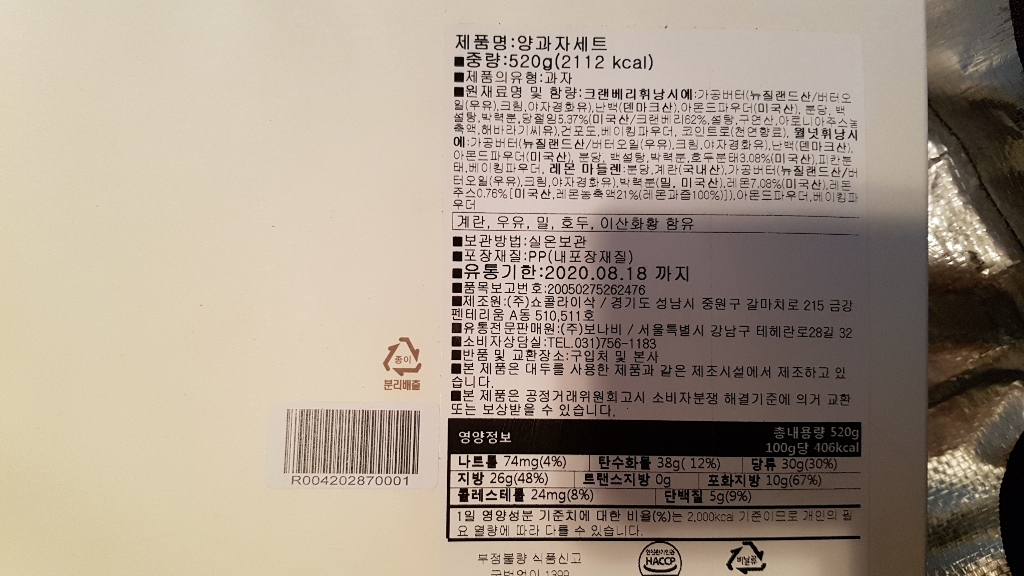 제품명:양과자세트
■중량:520g(2112 kcal)
■제품의유형:과자
■원재료명 및 함량:크랜베리휘낭시에:가공버터(뉴질랜드산/버터오
일(우유),크림,야자경화유),난백(덴마크산),아몬드파우더(미국산), 분당, 백
설탕,박력분,당절임5.37%(미국산/크랜베리62%,설탕,구연산,아로니아주스농
축액,해바라기씨유),건포도,베이킹파우더, 코인트로(천연향료), 월넛휘낭시
에:가공버터(뉴질랜드산/버터오일(우유),크림,야자경화유),난백(덴마크산),
아몬드파우더(미국산), 분당, 백설탕,박력분,호두분태3.08%(미국산),피칸분
태,베이킹파우더, 레몬 마들렌:분당,계란(국내산),가공버터(뉴질랜드산/버
터오일(우유),크림,야자경화유),박력분(밀, 미국산),레몬7.08%(미국산),레몬
주스0.76%[미국산,레몬농축액21%(레몬과즙100%)]),아몬드파우더,베이킹파
우더
계란, 우유, 밀, 호두, 이산화황 함유
■보관방법:실온보관
■포장재질:PP(내포장재질)
■유통기한:2020.08.18 까지
■품목보고번호:20050275262476
■제조원:(주)쇼콜라이삭 / 경기도 성남시 중원구 갈마치로 215 금강
펜테리움 A동 510,511호
■유통전문판매원:(주)보나비 / 서울특별시 강남구 테헤란로28길 32
■소비자상담실:TEL.031)756-1183
■반품 및 교환장소:구입처 및 본사
■본 제품은 대두를 사용한 제품과 같은 제조시설에서 제조하고 있
습니다.
■본 제품은 공정거래위원회고시 소비자분쟁 해결기준에 의거 교환
또는 보상받을 수 있습니다.
종이
분리배출
R004202870001
영양정보 총내용량 520g
100g당 406kcal
나트륨 74mg(4%) 탄수화물 38g( 12%) 당류 30g(30%)
지방 26g(48%) 트랜스지방 0g 포화지방 10g(67%)
콜레스테롤 24mg(8%) 단백질 5g(9%)
1일 영양성분 기준치에 대한 비율(%)는 2,000kcal 기준이므로 개인의 필
요 열량에 따라 다를 수 있습니다.
부정불량 식품신고
국번없이 1399
HACCP
비닐류